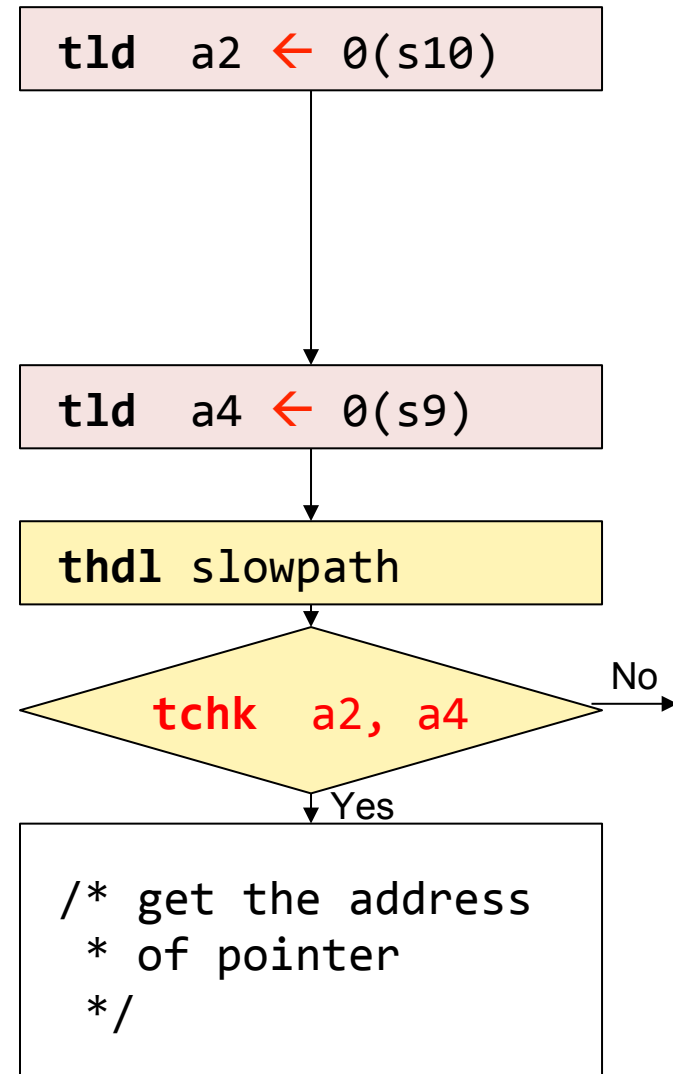 tld a2 ← 0(s10)
tld a4 ← 0(s9)
thdl slowpath
tchk a2, a4
No
Yes
/* get the address
* of pointer
*/